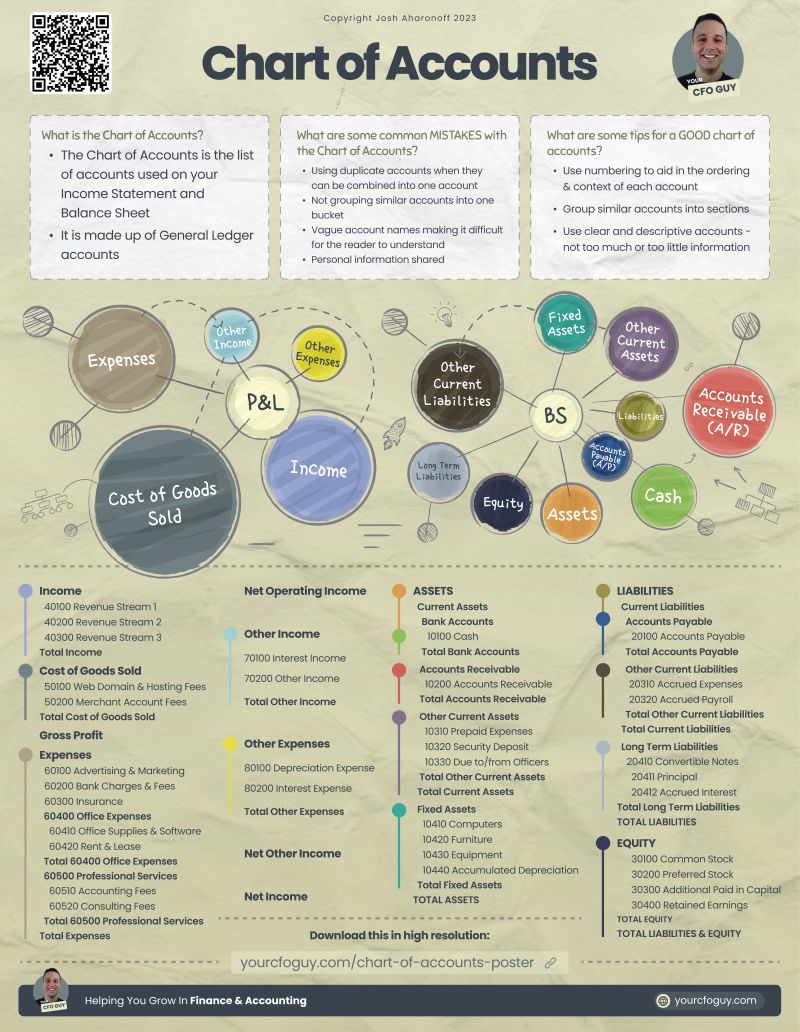 Copyright Josh Aharonoff 2023
Chart of Accounts
YOUR
CFO GUY
What is the Chart of Accounts?
• The Chart of Accounts is the list
of accounts used on your
Income Statement and
Balance Sheet
• It is made up of General Ledger
accounts
What are some common MISTAKES with
the Chart of Accounts?
• Using duplicate accounts when they
can be combined into one account
• Not grouping similar accounts into one
bucket
• Vague account names making it difficult
for the reader to understand
• Personal information shared
What are some tips for a GOOD chart of
accounts?
• Use numbering to aid in the ordering
& context of each account
• Group similar accounts into sections
• Use clear and descriptive accounts -
not too much or too little information
Expenses
Other
Income
Other
Expenses
P&L
Income
Cost of Goods
Sold
Fixed
Assets
Other
Current
Assets
Other
Current
Liabilities
BS
Liabilities
Accounts
Receivable
(A/R)
Accounts
Payable
(A/P)
Long Term
Liabilities
Equity
Assets
Cash
Income
40100 Revenue Stream 1
40200 Revenue Stream 2
40300 Revenue Stream 3
Total Income
Cost of Goods Sold
50100 Web Domain & Hosting Fees
50200 Merchant Account Fees
Total Cost of Goods Sold
Gross Profit
Expenses
60100 Advertising & Marketing
60200 Bank Charges & Fees
60300 Insurance
60400 Office Expenses
60410 Office Supplies & Software
60420 Rent & Lease
Total 60400 Office Expenses
60500 Professional Services
60510 Accounting Fees
60520 Consulting Fees
Total 60500 Professional Services
Total Expenses
Net Operating Income
Other Income
70100 Interest Income
70200 Other Income
Total Other Income
Other Expenses
80100 Depreciation Expense
80200 Interest Expense
Total Other Expenses
Net Other Income
Net Income
ASSETS
Current Assets
Bank Accounts
10100 Cash
Total Bank Accounts
Accounts Receivable
10200 Accounts Receivable
Total Accounts Receivable
Other Current Assets
10310 Prepaid Expenses
10320 Security Deposit
10330 Due to/from Officers
Total Other Current Assets
Total Current Assets
Fixed Assets
10410 Computers
10420 Furniture
10430 Equipment
10440 Accumulated Depreciation
Total Fixed Assets
TOTAL ASSETS
LIABILITIES
Current Liabilities
Accounts Payable
20100 Accounts Payable
Total Accounts Payable
Other Current Liabilities
20310 Accrued Expenses
20320 Accrued Payroll
Total Other Current Liabilities
Total Current Liabilities
Long Term Liabilities
20410 Convertible Notes
20411 Principal
20412 Accrued Interest
Total Long Term Liabilities
TOTAL LIABILITIES
EQUITY
30100 Common Stock
30200 Preferred Stock
30300 Additional Paid in Capital
30400 Retained Earnings
TOTAL EQUITY
TOTAL LIABILITIES & EQUITY
Download this in high resolution:
yourcfoguy.com/chart-of-accounts-poster
CFO GUY
Helping You Grow In Finance & Accounting
yourcfoguy.com